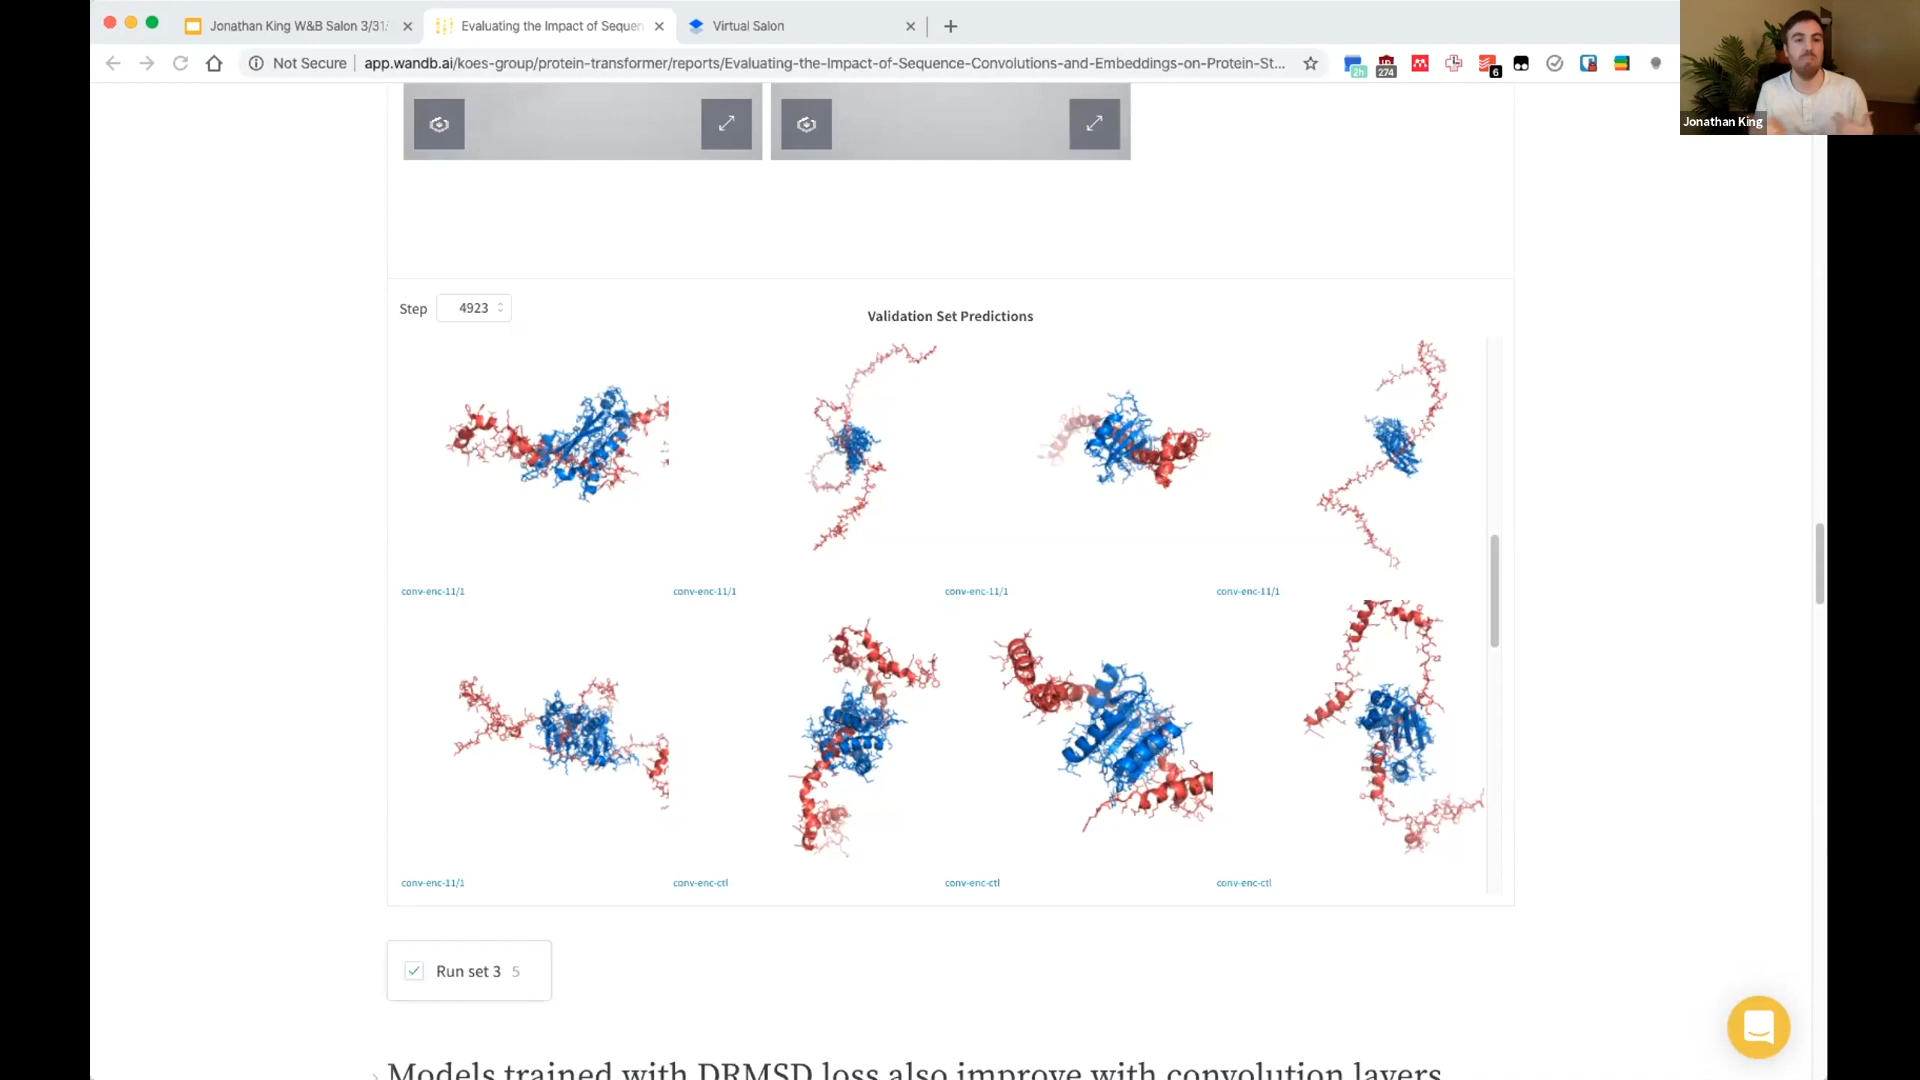 Jonathan King W&B Salon 3/31
Evaluating the Impact of Sequen
Virtual Salon
Not Secure
app.wandb.ai/koes-group/protein-transformer/reports/Evaluating-the-Impact-of-Sequence-Convolutions-and-Embeddings-on-Protein-St...
2h
274
6
Jonathan King
Step
4923
Validation Set Predictions
conv-enc-11/1
conv-enc-11/1
conv-enc-11/1
conv-enc-11/1
conv-enc-11/1
conv-enc-ctl
conv-enc-ctl
conv-enc-ctl
Run set 3 5
Models trained with DRMSD loss also improve with convolution layers